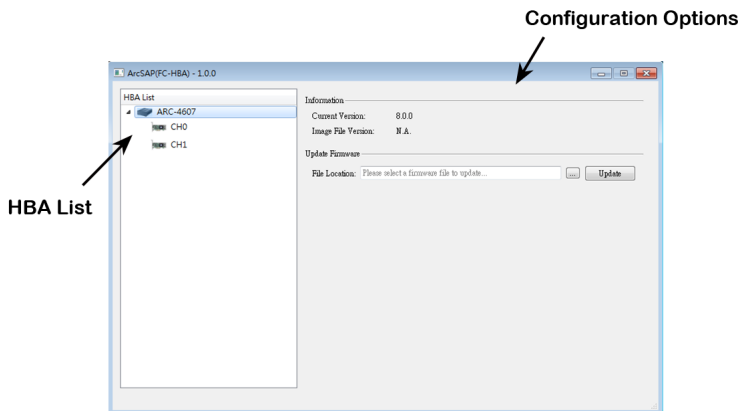 Configuration Options
ArcSAP(FC-HBA) - 1.0.0
HBA List
ARC-4607
CH0
CH1
HBA List
Information
Current Version: 8.0.0
Image File Version: N.A.
Update Firmware
File Location: Please select a firmware file to update... ... Update